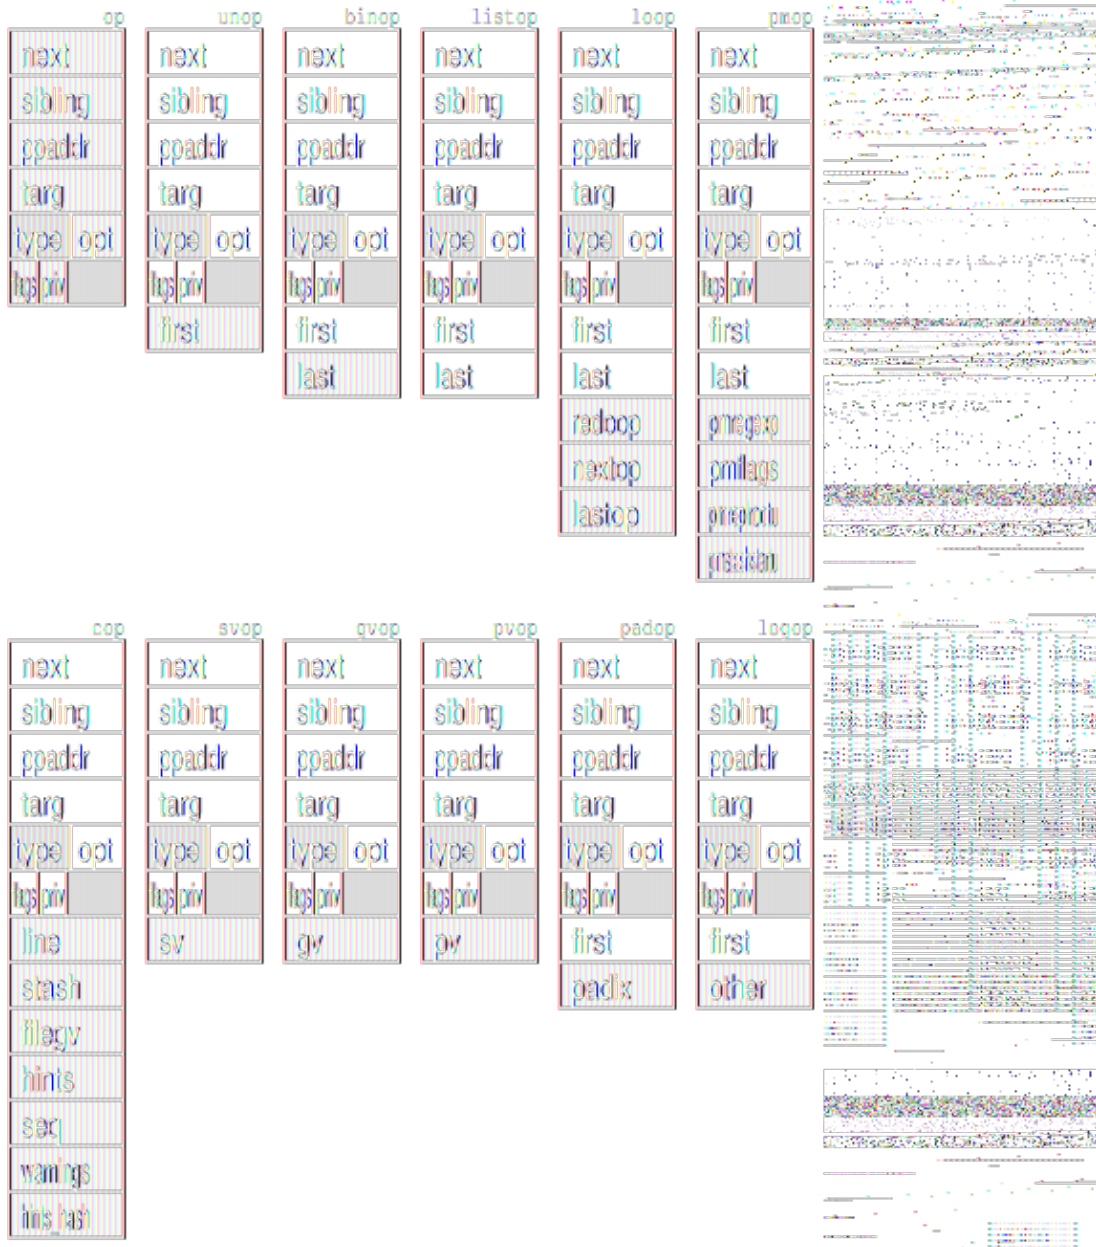 op unop binop listop loop pmop
next next next next next next
sibling sibling sibling sibling sibling sibling
ppaddr ppaddr ppaddr ppaddr ppaddr ppaddr
targ targ targ targ targ targ
type opt type opt type opt type opt type opt type opt
flags priv flags priv flags priv flags priv flags priv flags priv
first first first first first
last last last last
redoop pmregexp
nextop pmflags
lastop
cop svop gvop pvop padop logop
next next next next next next
sibling sibling sibling sibling sibling sibling
ppaddr ppaddr ppaddr ppaddr ppaddr ppaddr
targ targ targ targ targ targ
type opt type opt type opt type opt type opt type opt
flags priv flags priv flags priv flags priv flags priv flags priv
line sv gv pv first first
stash padix other
filegv
hints
seq
warnings
hints hash